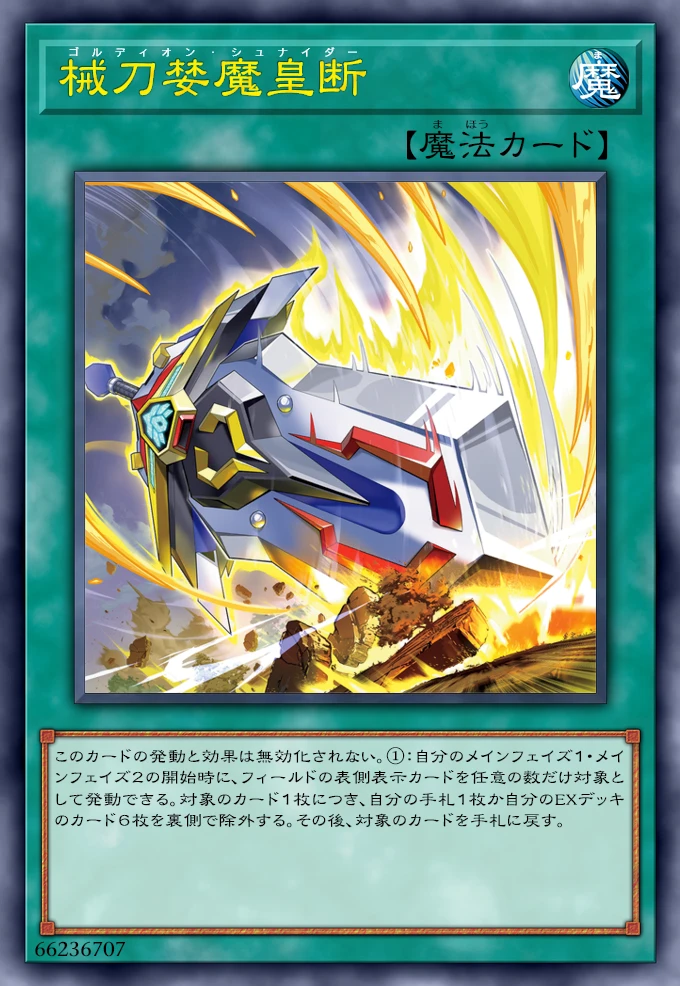 ゴルディオン・シュナイダー
械刀婪魔皇断
ま
魔
ま ほう
【魔法カード】
このカードの発動と効果は無効化されない。①：自分のメインフェイズ１・メイ
ンフェイズ２の開始時に、フィールドの表側表示カードを任意の数だけ対象と
して発動できる。対象のカード１枚につき、自分の手札１枚か自分のEXデッキ
のカード６枚を裏側で除外する。その後、対象のカードを手札に戻す。
66236707